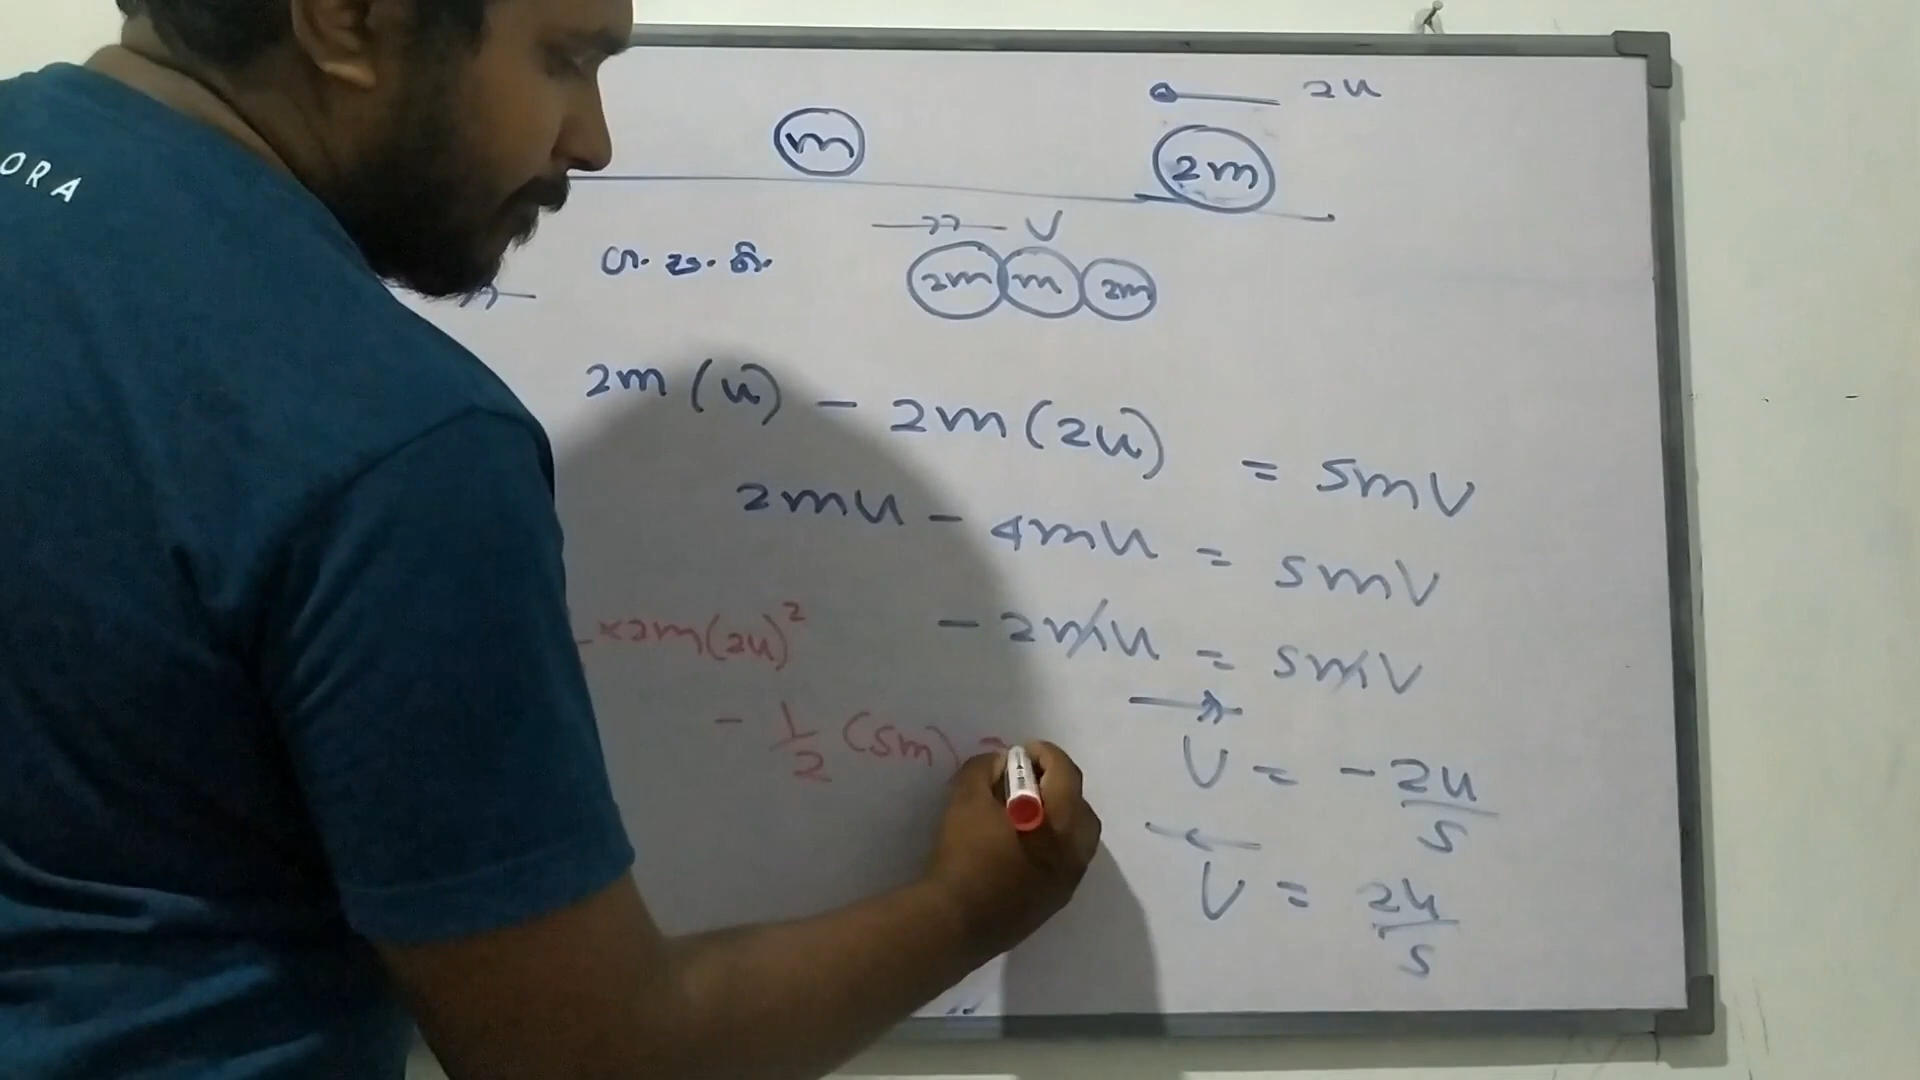 ORA
2u
m
2m
V
ග. සං. නි.
2m m 2m
2m (u) - 2m (2u) = 5mV
2mu - 4mu = 5mV
×2m(2u)² - 2mu = 5mV
- 1/2 (5m)
V = -2u/5
V = 2u/5